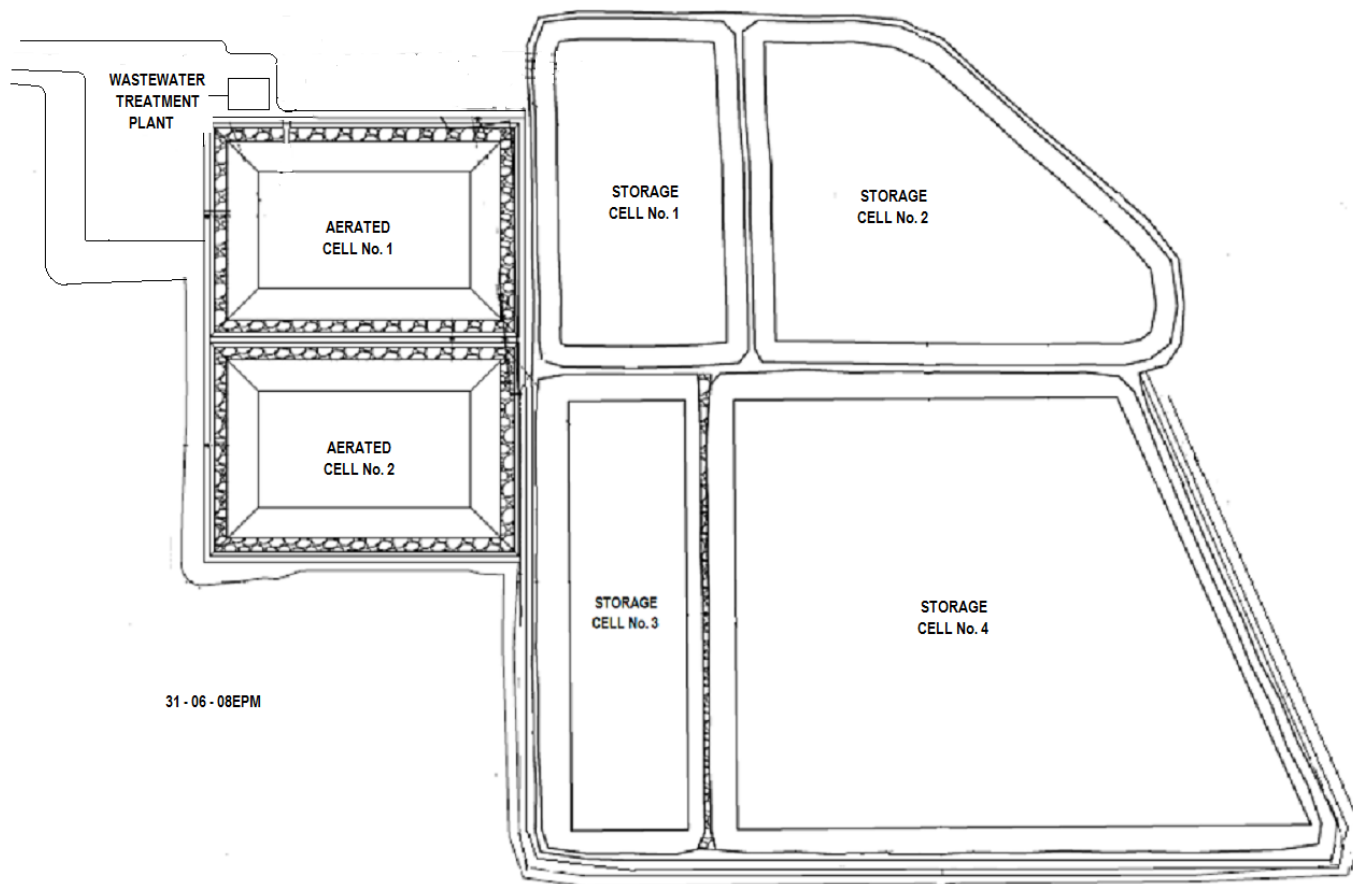 WASTEWATER
TREATMENT
PLANT
AERATED
CELL No. 1
STORAGE
CELL No. 1
STORAGE
CELL No. 2
AERATED
CELL No. 2
STORAGE
CELL No. 3
STORAGE
CELL No. 4
31 - 06 - 08EPM